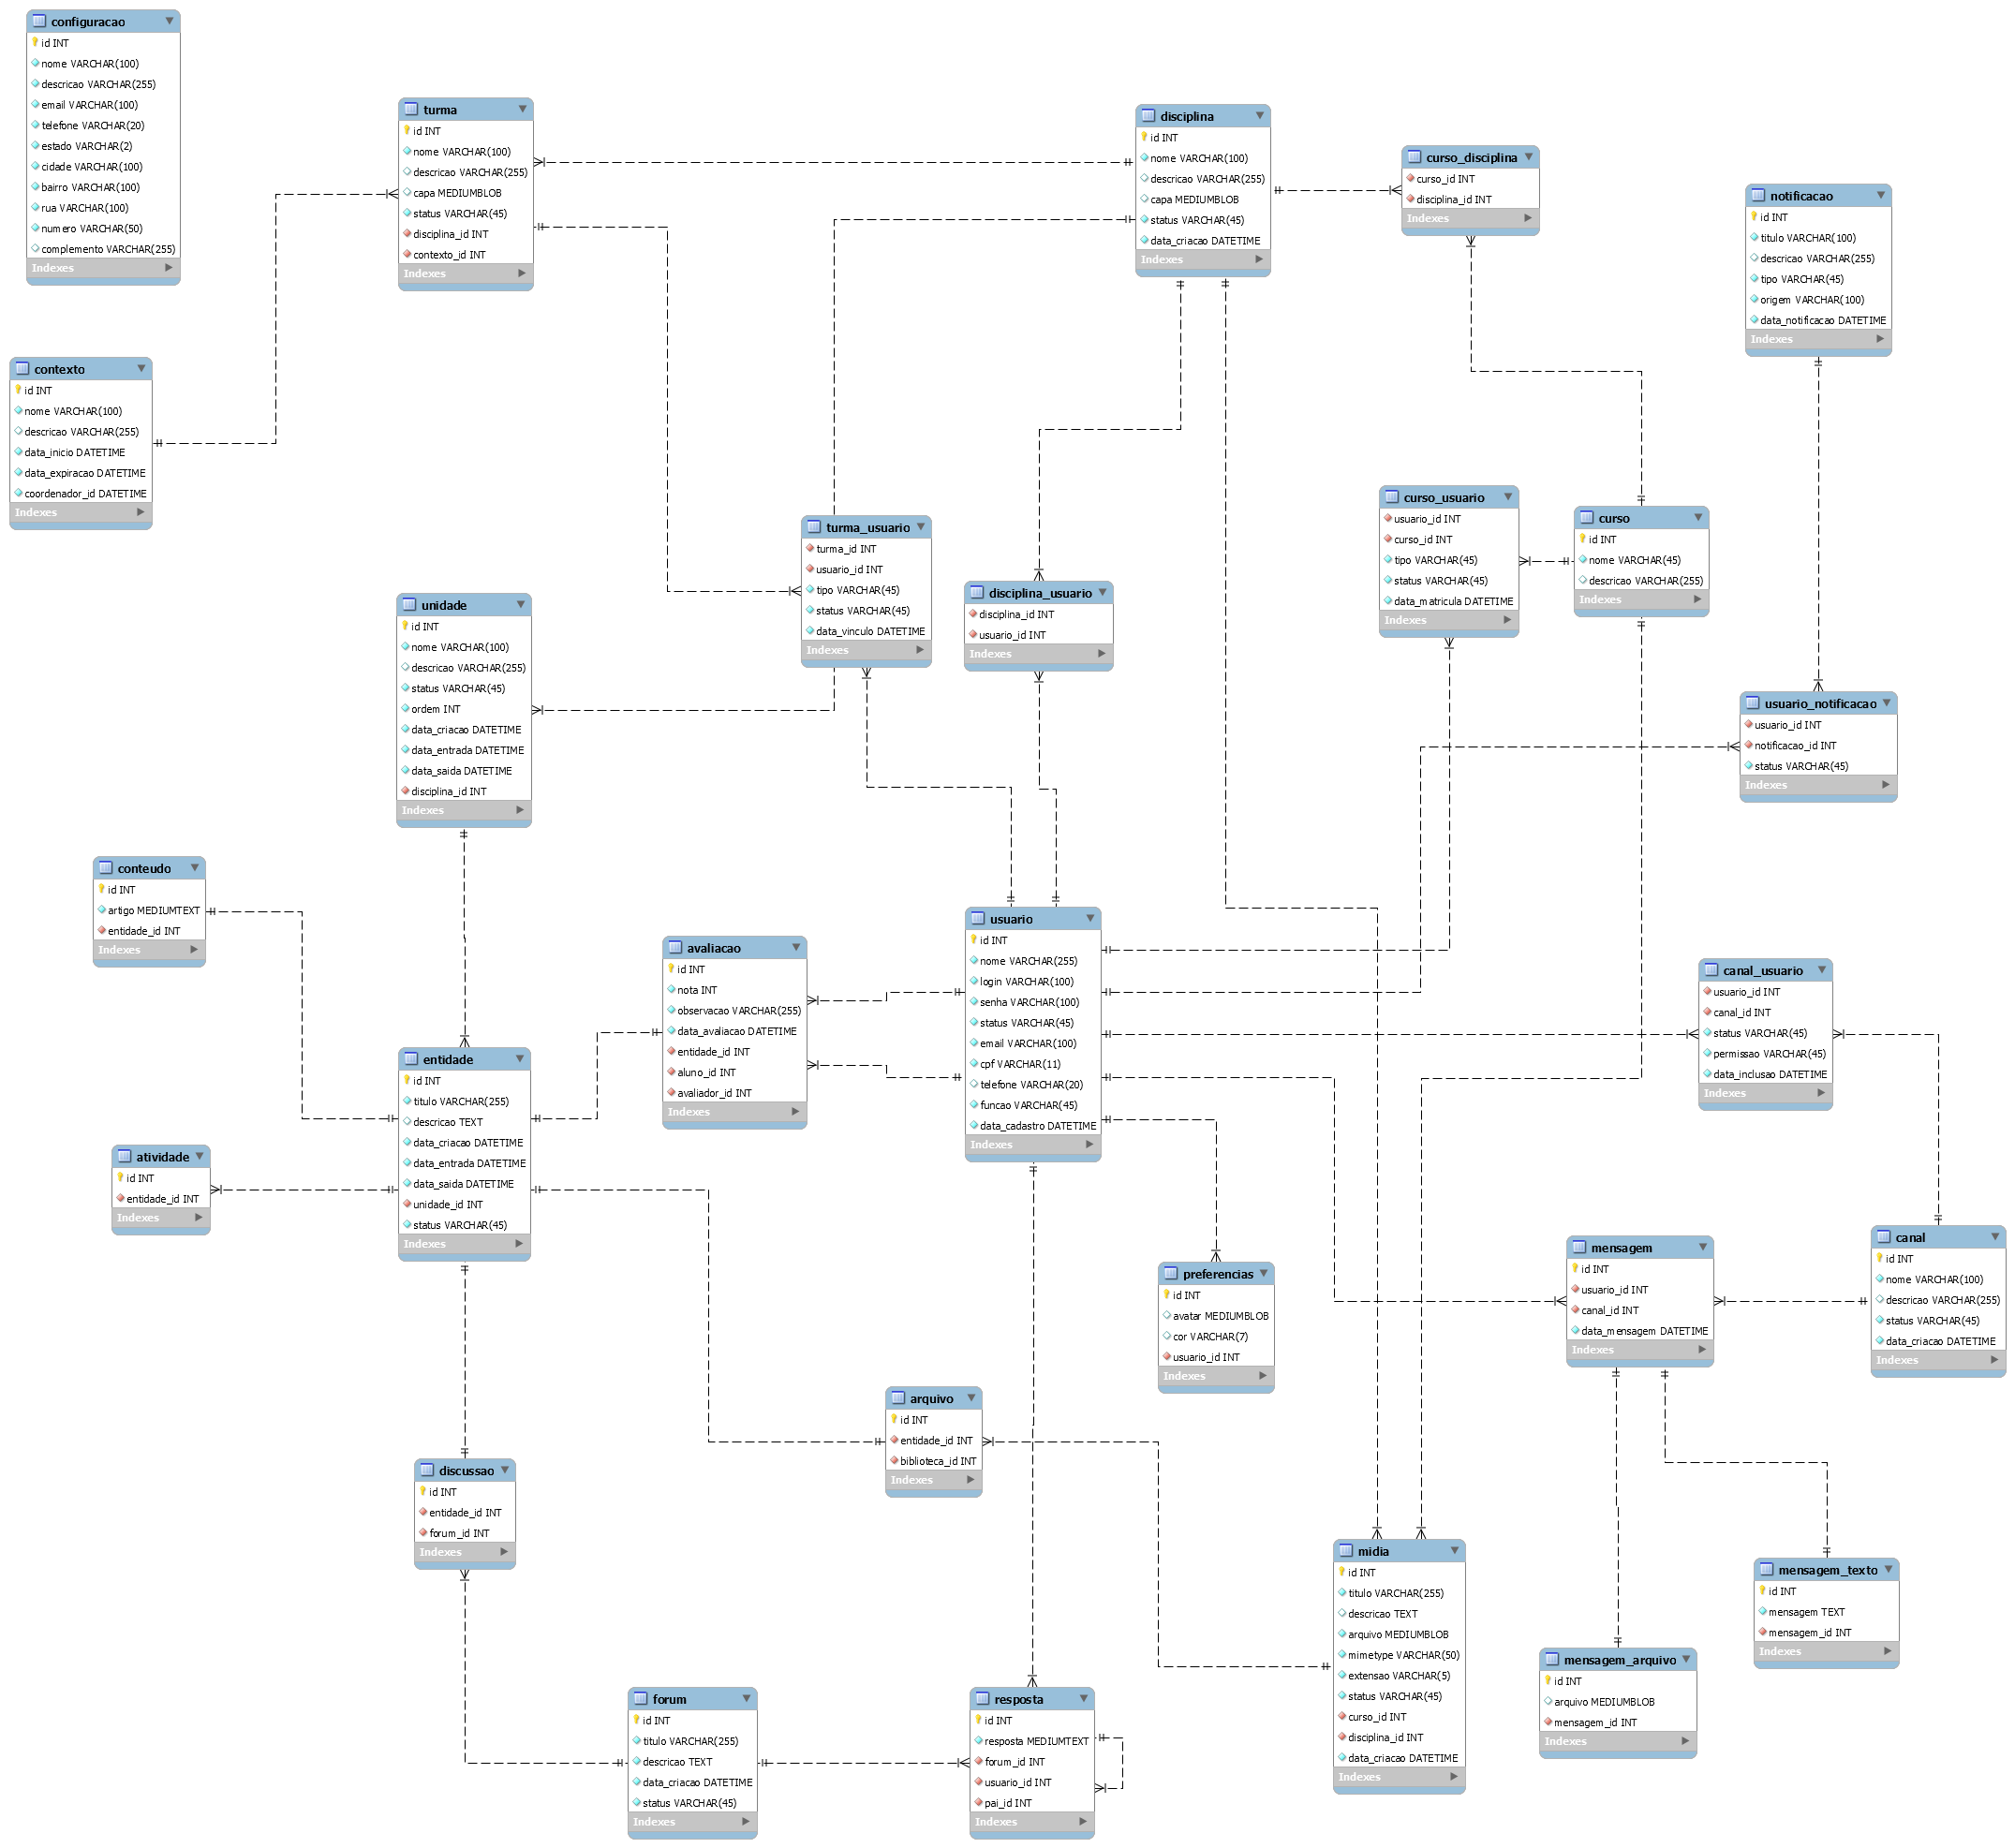 configuracao
id INT
nome VARCHAR(100)
descricao VARCHAR(255)
email VARCHAR(100)
telefone VARCHAR(20)
estado VARCHAR(2)
cidade VARCHAR(100)
bairro VARCHAR(100)
rua VARCHAR(100)
numero VARCHAR(50)
complemento VARCHAR(255)
Indexes
turma
id INT
nome VARCHAR(100)
descricao VARCHAR(255)
capa MEDIUMBLOB
status VARCHAR(45)
disciplina_id INT
contexto_id INT
Indexes
disciplina
id INT
nome VARCHAR(100)
descricao VARCHAR(255)
capa MEDIUMBLOB
status VARCHAR(45)
data_criacao DATETIME
Indexes
curso_disciplina
curso_id INT
disciplina_id INT
Indexes
notificacao
id INT
titulo VARCHAR(100)
descricao VARCHAR(255)
tipo VARCHAR(45)
origem VARCHAR(100)
data_notificacao DATETIME
Indexes
contexto
id INT
nome VARCHAR(100)
descricao VARCHAR(255)
data_inicio DATETIME
data_expiracao DATETIME
coordenador_id DATETIME
Indexes
turma_usuario
turma_id INT
usuario_id INT
tipo VARCHAR(45)
status VARCHAR(45)
data_vinculo DATETIME
Indexes
disciplina_usuario
disciplina_id INT
usuario_id INT
Indexes
curso_usuario
usuario_id INT
curso_id INT
tipo VARCHAR(45)
status VARCHAR(45)
data_matricula DATETIME
Indexes
curso
id INT
nome VARCHAR(45)
descricao VARCHAR(255)
Indexes
unidade
id INT
nome VARCHAR(100)
descricao VARCHAR(255)
status VARCHAR(45)
ordem INT
data_criacao DATETIME
data_entrada DATETIME
data_saida DATETIME
disciplina_id INT
Indexes
usuario_notificacao
usuario_id INT
notificacao_id INT
status VARCHAR(45)
Indexes
conteudo
id INT
artigo MEDIUMTEXT
entidade_id INT
Indexes
avaliacao
id INT
nota INT
observacao VARCHAR(255)
data_avaliacao DATETIME
entidade_id INT
aluno_id INT
avaliador_id INT
Indexes
usuario
id INT
nome VARCHAR(255)
login VARCHAR(100)
senha VARCHAR(100)
status VARCHAR(45)
email VARCHAR(100)
cpf VARCHAR(11)
telefone VARCHAR(20)
funcao VARCHAR(45)
data_cadastro DATETIME
Indexes
canal_usuario
usuario_id INT
canal_id INT
status VARCHAR(45)
permissao VARCHAR(45)
data_inclusao DATETIME
Indexes
entidade
id INT
titulo VARCHAR(255)
descricao TEXT
data_criacao DATETIME
data_entrada DATETIME
data_saida DATETIME
unidade_id INT
status VARCHAR(45)
Indexes
atividade
id INT
entidade_id INT
Indexes
preferencias
id INT
avatar MEDIUMBLOB
cor VARCHAR(7)
usuario_id INT
Indexes
mensagem
id INT
usuario_id INT
canal_id INT
data_mensagem DATETIME
Indexes
canal
id INT
nome VARCHAR(100)
descricao VARCHAR(255)
status VARCHAR(45)
data_criacao DATETIME
Indexes
arquivo
id INT
entidade_id INT
biblioteca_id INT
Indexes
discussao
id INT
entidade_id INT
forum_id INT
Indexes
midia
id INT
titulo VARCHAR(255)
descricao TEXT
arquivo MEDIUMBLOB
mimetype VARCHAR(50)
extensao VARCHAR(5)
status VARCHAR(45)
curso_id INT
disciplina_id INT
data_criacao DATETIME
Indexes
mensagem_texto
id INT
mensagem TEXT
mensagem_id INT
Indexes
mensagem_arquivo
id INT
arquivo MEDIUMBLOB
mensagem_id INT
Indexes
forum
id INT
titulo VARCHAR(255)
descricao TEXT
data_criacao DATETIME
status VARCHAR(45)
Indexes
resposta
id INT
resposta MEDIUMTEXT
forum_id INT
usuario_id INT
pai_id INT
Indexes